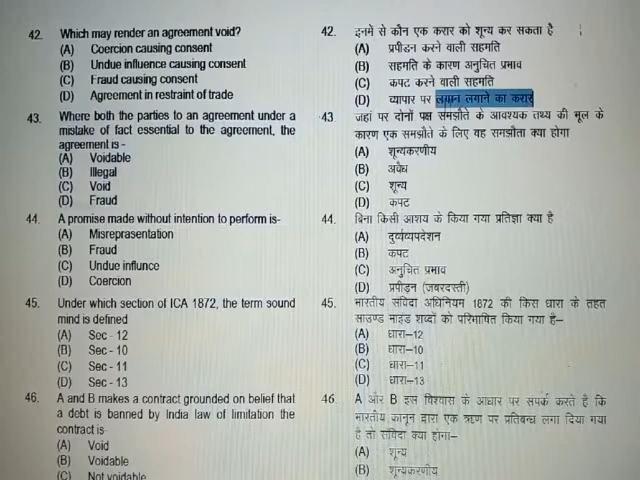 42. Which may render an agreement void?
(A) Coercion causing consent
(B) Undue influence causing consent
(C) Fraud causing consent
(D) Agreement in restraint of trade
43. Where both the parties to an agreement under a
mistake of fact essential to the agreement, the
agreement is -
(A) Voidable
(B) Illegal
(C) Void
(D) Fraud
44. A promise made without intention to perform is-
(A) Misreprasentation
(B) Fraud
(C) Undue influnce
(D) Coercion
45. Under which section of ICA 1872, the term sound
mind is defined
(A) Sec - 12
(B) Sec - 10
(C) Sec - 11
(D) Sec - 13
46. A and B makes a contract grounded on belief that
a debt is banned by India law of limitation the
contract is
(A) Void
(B) Voidable
(C) Not voidable
42. इनमें से कौन एक करार को शून्य कर सकता है
(A) प्रपीडन करने वाली सहमति
(B) सहमति के कारण अनुचित प्रभाव
(C) कपट करने वाली सहमति
(D) व्यापार पर लगान लगाने का करार
43. जहां पर दोनों पक्ष समझौते के आवश्यक तथ्य की मूल के
कारण एक समझौते के लिए वह समझौता क्या होगा
(A) शून्यकरणीय
(B) अवैध
(C) शून्य
(D) कपट
44. बिना किसी आशय के किया गया प्रतिज्ञा क्या है
(A) दुर्व्यव्यपदेशन
(B) कपट
(C) अनुचित प्रभाव
(D) प्रपीड़न (जबरदस्ती)
45. भारतीय संविदा अधिनियम 1872 की किस धारा के तहत
साउण्ड माइंड शब्दों को परिभाषित किया गया है–
(A) धारा–12
(B) धारा–10
(C) धारा–11
(D) धारा–13
46. A और B इस विश्वास के आधार पर संपर्क करते है कि
भारतीय कानून द्वारा एक ऋण पर प्रतिबन्ध लगा दिया गया
है तो संविदा क्या होगा–
(A) शून्य
(B) शून्यकरणीय